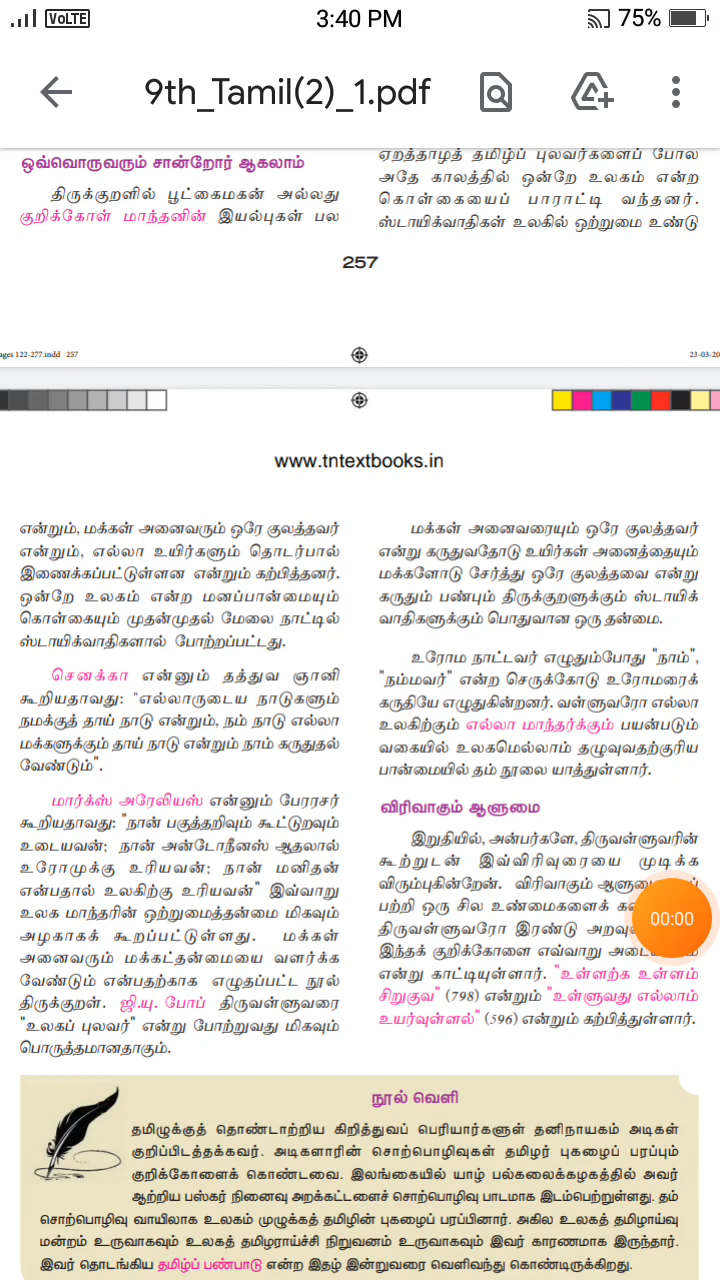 VoLTE
3:40 PM
75%
9th_Tamil(2)_1.pdf
ஒவ்வொருவரும் சான்றோர் ஆகலாம்
திருக்குறளில் பூட்கைமகன் அல்லது
குறிக்கோள் மாந்தனின் இயல்புகள் பல
ஏறத்தாழத் தமிழ்ப் புலவர்களைப் போல
அதே காலத்தில் ஒன்றே உலகம் என்ற
கொள்கையைப் பாராட்டி வந்தனர்.
ஸ்டாயிக்வாதிகள் உலகில் ஒற்றுமை உண்டு
257
ages 122-277.indd 257
23-03-20
www.tntextbooks.in
என்றும், மக்கள் அனைவரும் ஒரே குலத்தவர்
என்றும், எல்லா உயிர்களும் தொடர்பால்
இணைக்கப்பட்டுள்ளன என்றும் கற்பித்தனர்.
ஒன்றே உலகம் என்ற மனப்பான்மையும்
கொள்கையும் முதன்முதல் மேலை நாட்டில்
ஸ்டாயிக்வாதிகளால் போற்றப்பட்டது.
செனக்கா என்னும் தத்துவ ஞானி
கூறியதாவது: "எல்லாருடைய நாடுகளும்
நமக்குத் தாய் நாடு என்றும், நம் நாடு எல்லா
மக்களுக்கும் தாய் நாடு என்றும் நாம் கருதுதல்
வேண்டும்".
மார்க்ஸ் அரேலியஸ் என்னும் பேரரசர்
கூறியதாவது: "நான் பகுத்தறிவும் கூட்டுறவும்
உடையவன்; நான் அன்டோநீனஸ் ஆதலால்
உரோமுக்கு உரியவன்; நான் மனிதன்
என்பதால் உலகிற்கு உரியவன்" இவ்வாறு
உலக மாந்தரின் ஒற்றுமைத்தன்மை மிகவும்
அழகாகக் கூறப்பட்டுள்ளது. மக்கள்
அனைவரும் மக்கட்தன்மையை வளர்க்க
வேண்டும் என்பதற்காக எழுதப்பட்ட நூல்
திருக்குறள். ஜி.யு. போப் திருவள்ளுவரை
"உலகப் புலவர்" என்று போற்றுவது மிகவும்
பொருத்தமானதாகும்.
மக்கள் அனைவரையும் ஒரே குலத்தவர்
என்று கருதுவதோடு உயிர்கள் அனைத்தையும்
மக்களோடு சேர்த்து ஒரே குலத்தவை என்று
கருதும் பண்பும் திருக்குறளுக்கும் ஸ்டாயிக்
வாதிகளுக்கும் பொதுவான ஒரு தன்மை.
உரோம நாட்டவர் எழுதும்போது "நாம்",
"நம்மவர்" என்ற செருக்கோடு உரோமரைக்
கருதியே எழுதுகின்றனர். வள்ளுவரோ எல்லா
உலகிற்கும் எல்லா மாந்தர்க்கும் பயன்படும்
வகையில் உலகமெல்லாம் தழுவுவதற்குரிய
பான்மையில் தம் நூலை யாத்துள்ளார்.
விரிவாகும் ஆளுமை
இறுதியில், அன்பர்களே, திருவள்ளுவரின்
கூற்றுடன் இவ்விரிவுரையை முடிக்க
விரும்புகின்றேன். விரிவாகும்
பற்றி ஒரு சில உண்மைகளைக்
திருவள்ளுவரோ இரண்டு
இந்தக் குறிக்கோளை எவ்வாறு
என்று காட்டியுள்ளார். "உள்ளற்க உள்ளம்
சிறுகுவ" (798) என்றும் "உள்ளுவது எல்லாம்
உயர்வுள்ளல்" (596) என்றும் கற்பித்துள்ளார்.
00:00
நூல் வெளி
தமிழுக்குத் தொண்டாற்றிய கிறித்துவப் பெரியார்களுள் தனிநாயகம் அடிகள்
குறிப்பிடத்தக்கவர். அடிகளாரின் சொற்பொழிவுகள் தமிழர் புகழைப் பரப்பும்
குறிக்கோளைக் கொண்டவை. இலங்கையில் யாழ் பல்கலைக்கழகத்தில் அவர்
ஆற்றிய பஸ்கர் நினைவு அறக்கட்டளைச் சொற்பொழிவு பாடமாக இடம்பெற்றுள்ளது. தம்
சொற்பொழிவு வாயிலாக உலகம் முழுக்கத் தமிழின் புகழைப் பரப்பினார். அகில உலகத் தமிழாய்வு
மன்றம் உருவாகவும் உலகத் தமிழராய்ச்சி நிறுவனம் உருவாகவும் இவர் காரணமாக இருந்தார்.
இவர் தொடங்கிய தமிழ்ப் பண்பாடு என்ற இதழ் இன்றுவரை வெளிவந்து கொண்டிருக்கிறது.